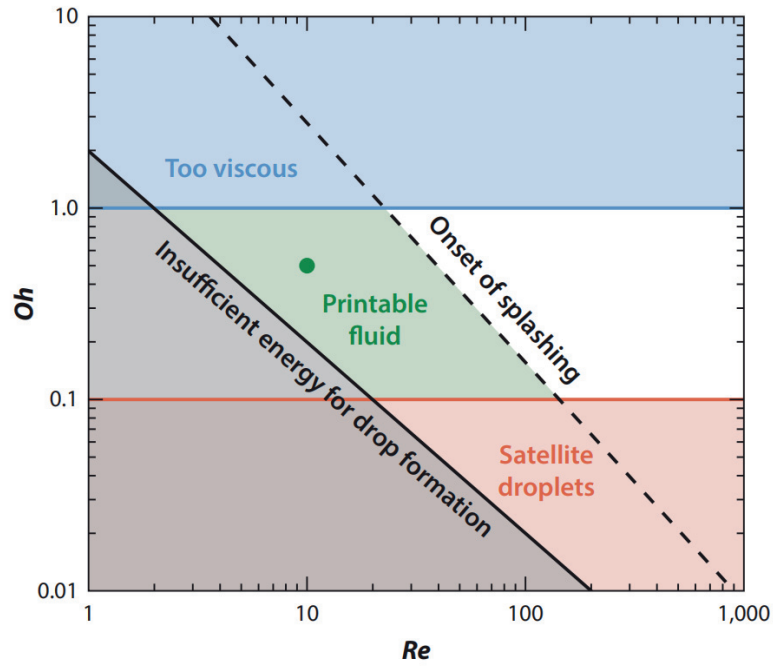 10
Too viscous
1.0
Onset of splashing
Insufficient energy for drop formation
Printable
fluid
Oh
0.1
Satellite
droplets
0.01
1
10
100
1,000
Re